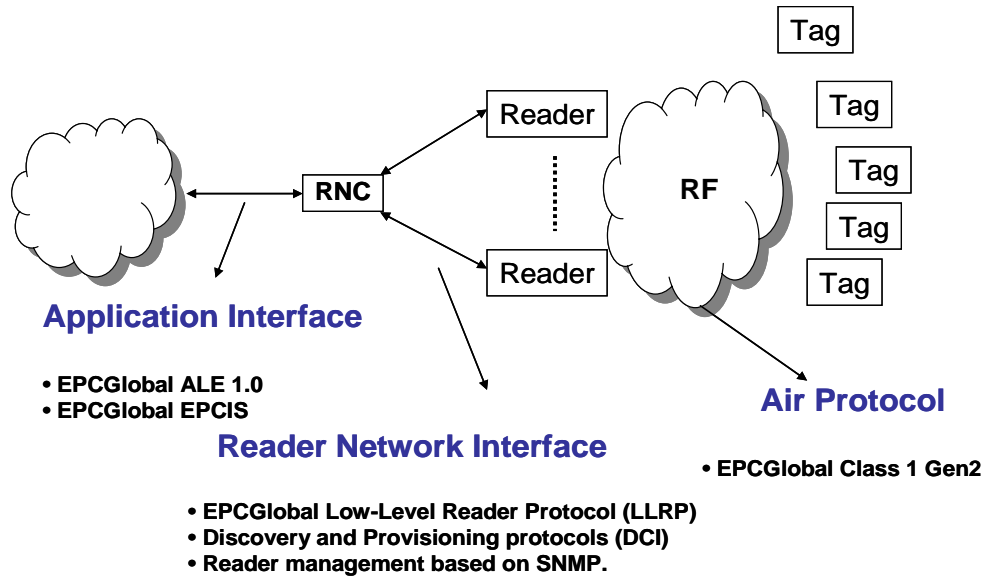 Tag
Reader
Tag
RNC
RF
Tag
Tag
Reader
Tag
Application Interface
• EPCGlobal ALE 1.0
• EPCGlobal EPCIS
Air Protocol
Reader Network Interface
• EPCGlobal Class 1 Gen2
• EPCGlobal Low-Level Reader Protocol (LLRP)
• Discovery and Provisioning protocols (DCI)
• Reader management based on SNMP.